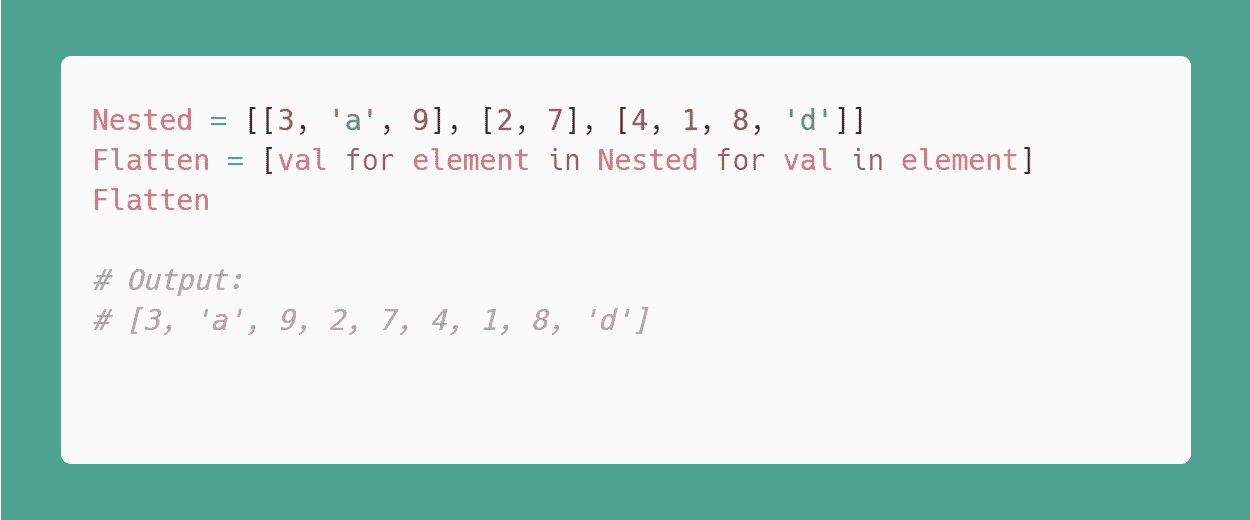 Nested = [[3, 'a', 9], [2, 7], [4, 1, 8, 'd']]
Flatten = [val for element in Nested for val in element]
Flatten
# Output:
# [3, 'a', 9, 2, 7, 4, 1, 8, 'd']